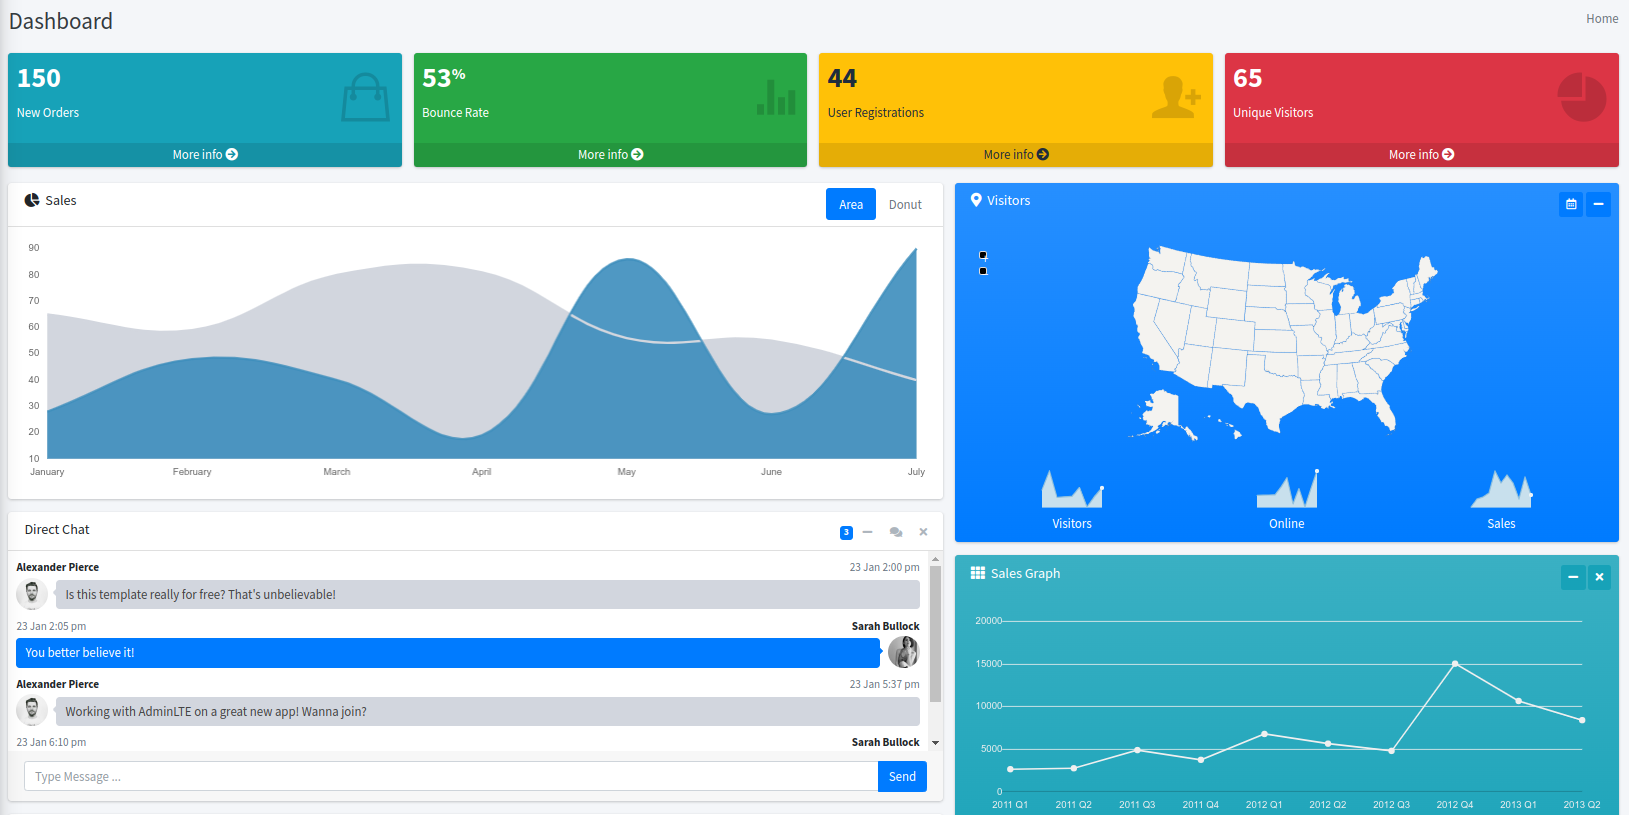 Dashboard
Home
150
New Orders
More info
53%
Bounce Rate
More info
44
User Registrations
More info
65
Unique Visitors
More info
Sales
Area
Donut
90
80
70
60
50
40
30
20
10
January February March April May June July
Visitors
Visitors
Online
Sales
Direct Chat
3
Alexander Pierce
23 Jan 2:00 pm
Is this template really for free? That's unbelievable!
23 Jan 2:05 pm
Sarah Bullock
You better believe it!
Alexander Pierce
23 Jan 5:37 pm
Working with AdminLTE on a great new app! Wanna join?
23 Jan 6:10 pm
Sarah Bullock
Type Message ...
Send
Sales Graph
20000
15000
10000
5000
0
2011 Q1 2011 Q2 2011 Q3 2011 Q4 2012 Q1 2012 Q2 2012 Q3 2012 Q4 2013 Q1 2013 Q2